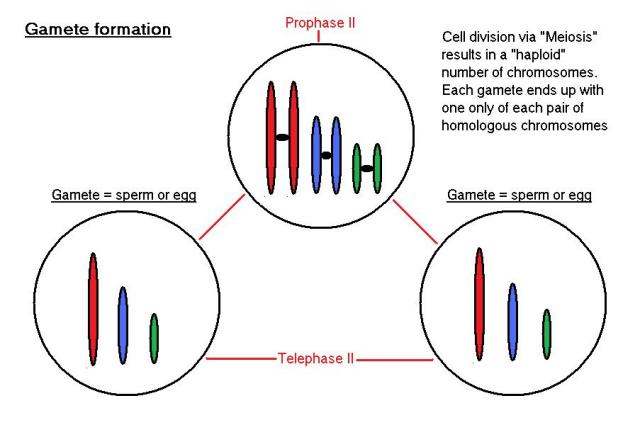 Gamete formation
Prophase II
Cell division via "Meiosis"
results in a "haploid"
number of chromosomes.
Each gamete ends up with
one only of each pair of
homologous chromosomes
Gamete = sperm or egg
Gamete = sperm or egg
Telephase II